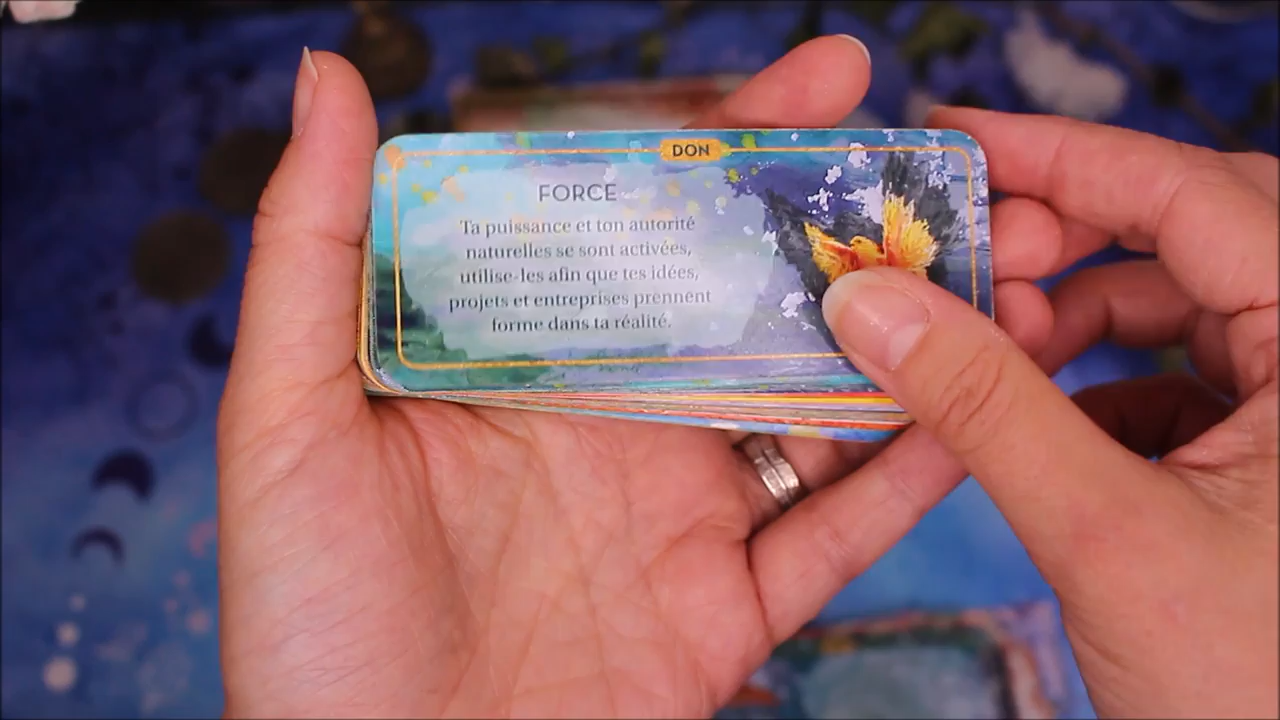 DON
FORCE
Ta puissance et ton autorité
naturelles se sont activées,
utilise-les afin que tes idées,
projets et entreprises prennent
forme dans ta réalité.